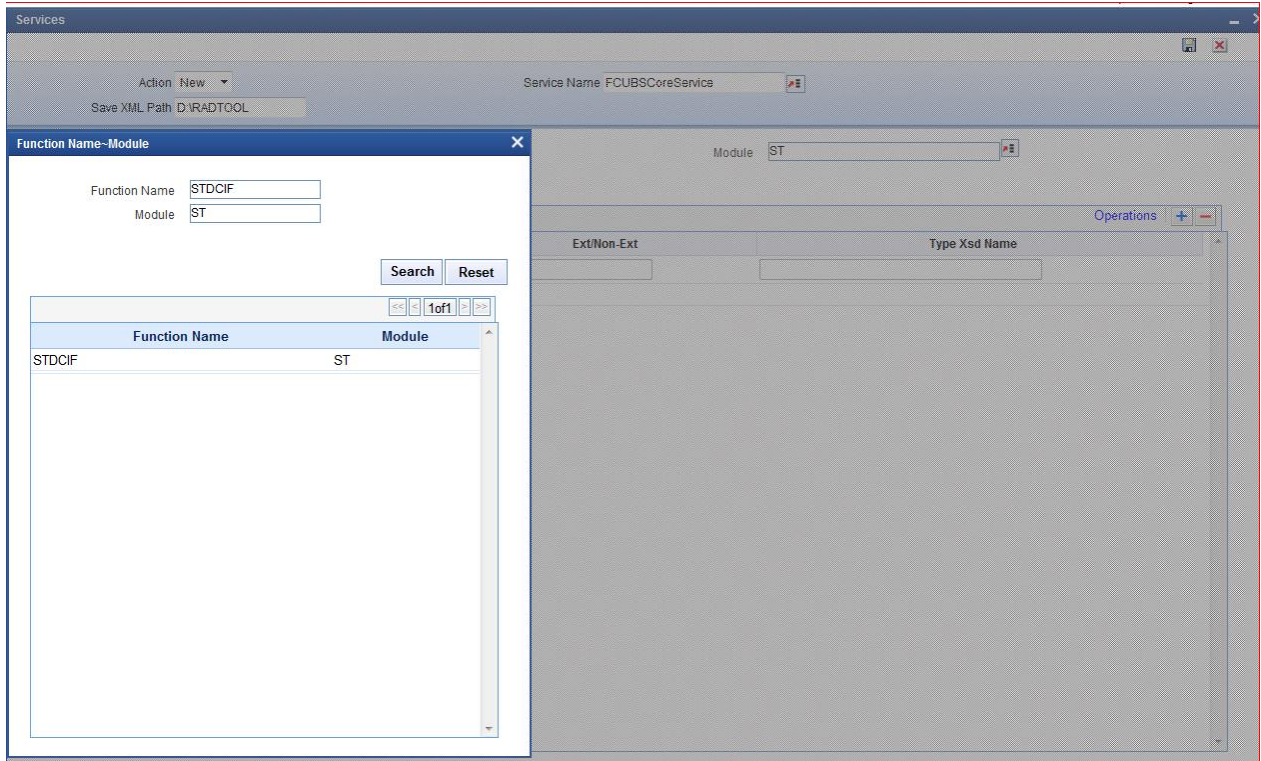 Services
Action New Service Name FCUBSCoreService
Save XML Path D:\RADTOOL
Function Name~Module
Module ST
Function Name STDCIF
Module ST
Operations
Ext/Non-Ext Type Xsd Name
Search Reset
<< < 1of1 > >>
Function Name Module
STDCIF ST